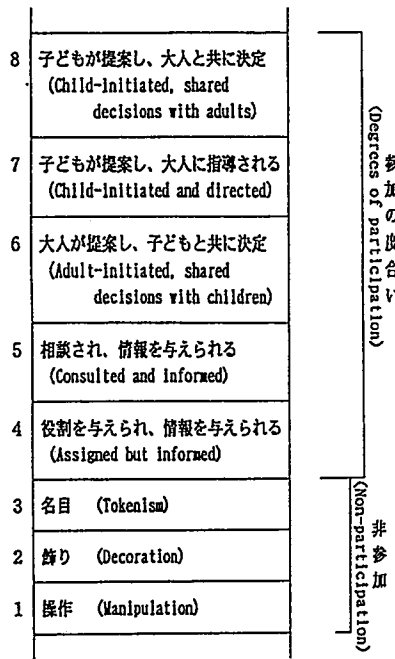 8 子どもが提案し、大人と共に決定
(Child-initiated, shared
decisions with adults)
7 子どもが提案し、大人に指導される
(Child-initiated and directed)
6 大人が提案し、子どもと共に決定
(Adult-initiated, shared
decisions with children)
5 相談され、情報を与えられる
(Consulted and informed)
4 役割を与えられ、情報を与えられる
(Assigned but informed)
3 名目 (Tokenism)
2 飾り (Decoration)
1 操作 (Manipulation)
参加の度合い
(Degrees of participation)
非参加
(Non-participation)